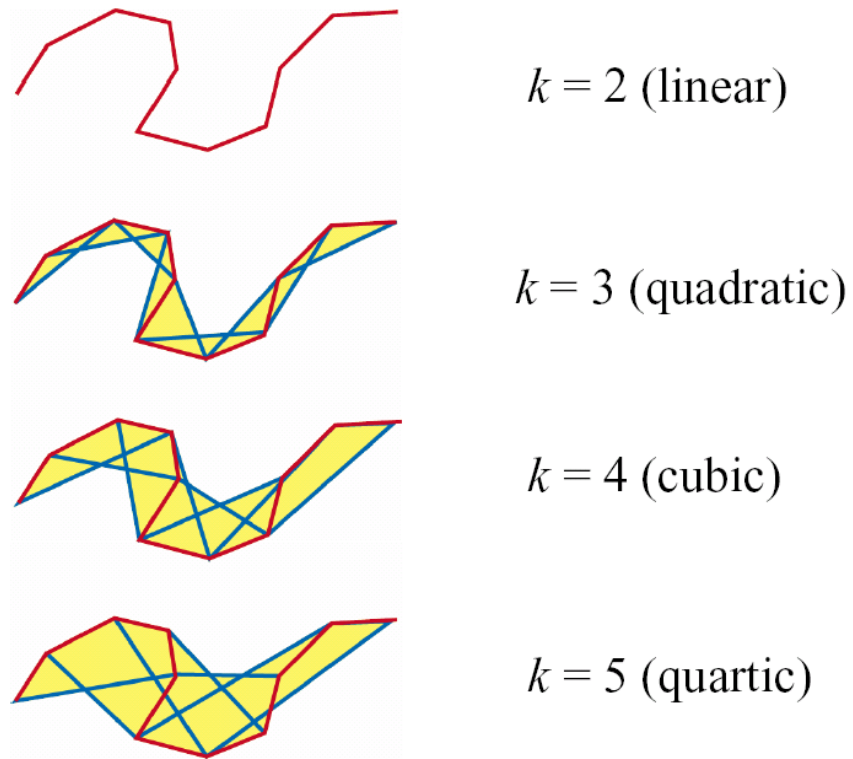 k = 2 (linear)
k = 3 (quadratic)
k = 4 (cubic)
k = 5 (quartic)